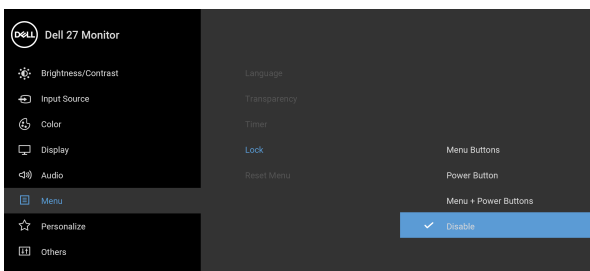 DELL Dell 27 Monitor
Brightness/Contrast
Input Source
Color
Display
Audio
Menu
Personalize
Others
Language
Transparency
Timer
Lock
Reset Menu
Menu Buttons
Power Button
Menu + Power Buttons
Disable